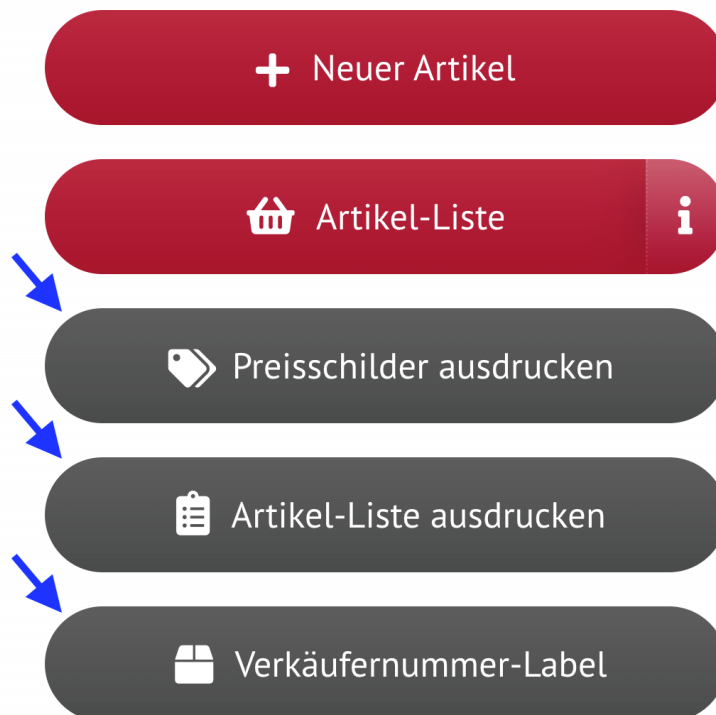 Neuer Artikel
Artikel-Liste
Preisschilder ausdrucken
Artikel-Liste ausdrucken
Verkäufernummer-Label